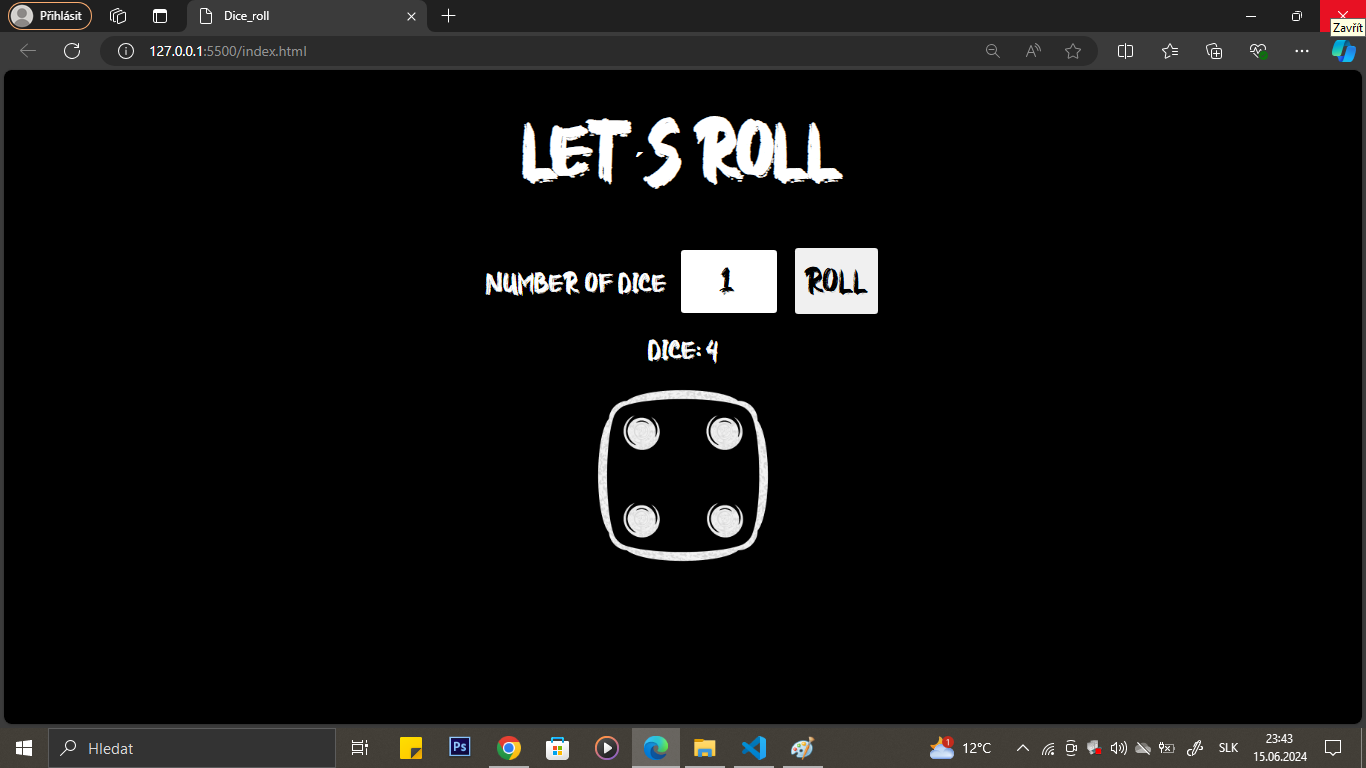 Přihlásit
Dice_roll
Zavřít
127.0.0.1:5500/index.html
LET´S ROLL
NUMBER OF DICE 1 ROLL
DICE: 4
Hledat
Ps
1
12°C
SLK
23:43
15.06.2024